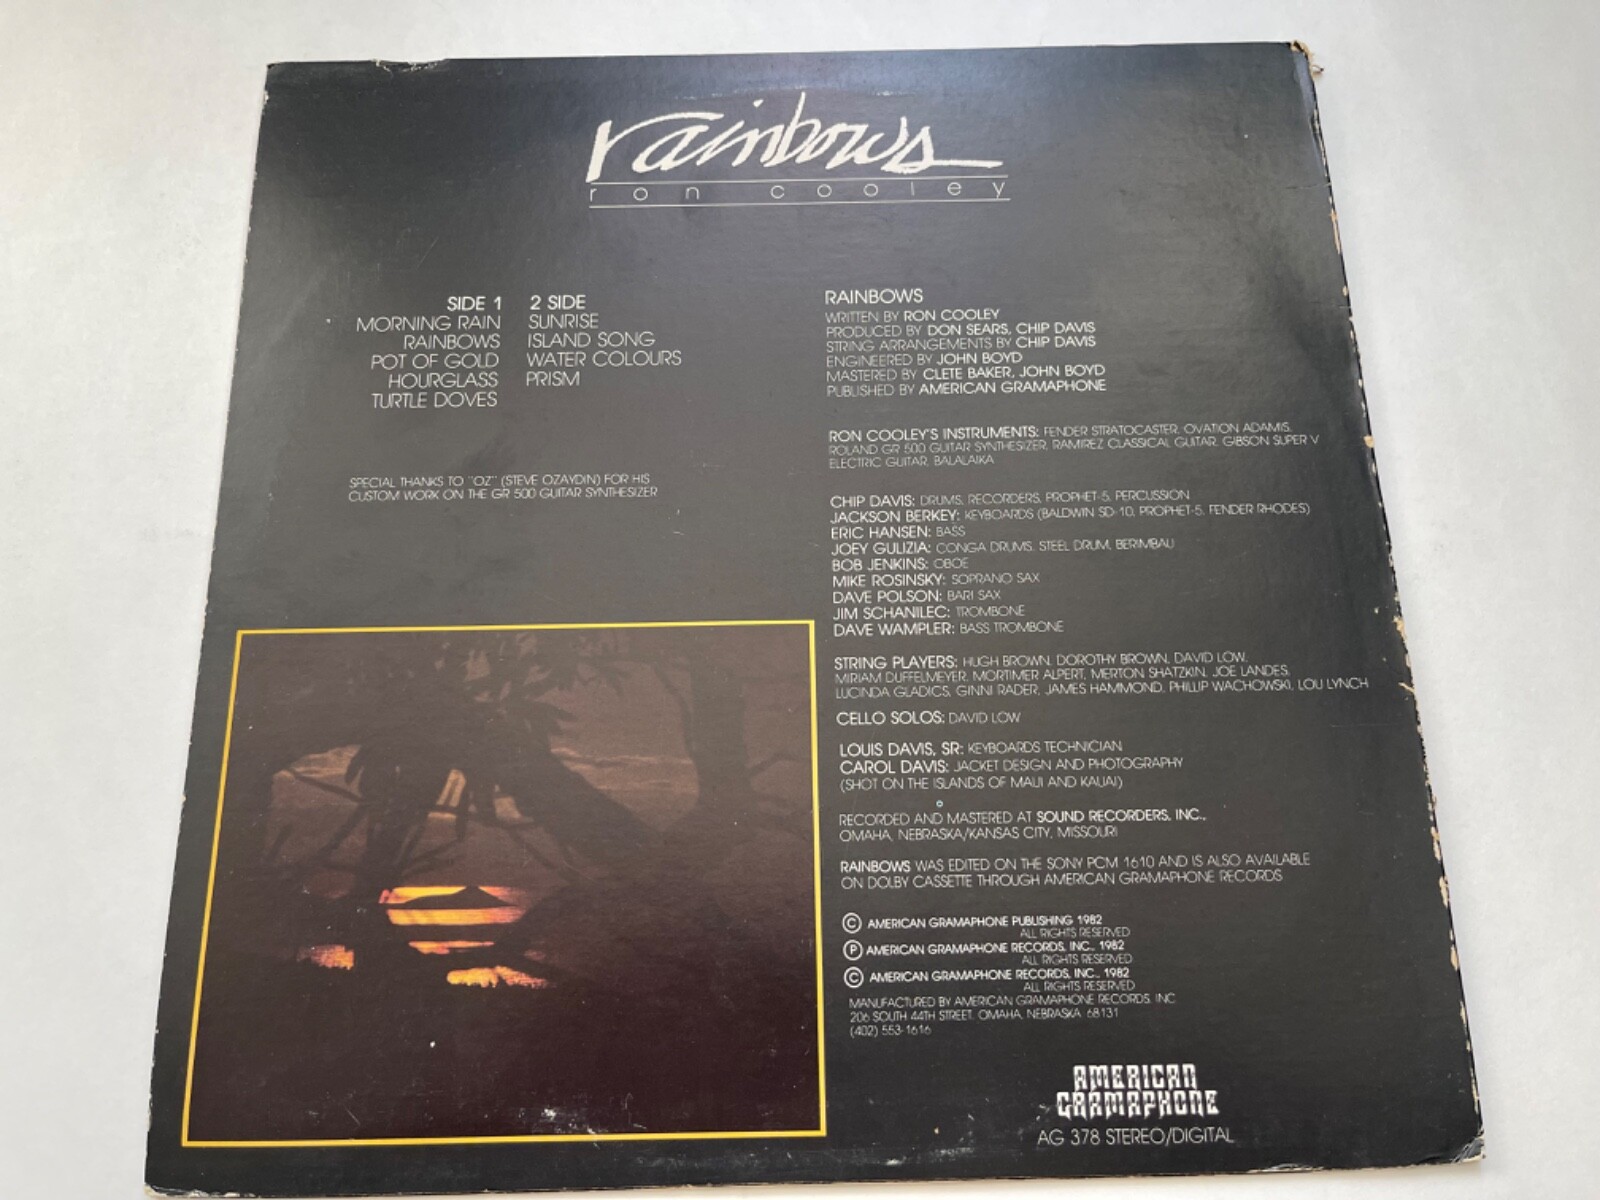 rainbows
ron cooley
SIDE 1
MORNING RAIN
RAINBOWS
POT OF GOLD
HOURGLASS
TURTLE DOVES
2 SIDE
SUNRISE
ISLAND SONG
WATER COLOURS
PRISM
SPECIAL THANKS TO "OZ" (STEVE OZAYDIN) FOR HIS
CUSTOM WORK ON THE GR 500 GUITAR SYNTHESIZER
RAINBOWS
WRITTEN BY RON COOLEY
PRODUCED BY DON SEARS, CHIP DAVIS
STRING ARRANGEMENTS BY CHIP DAVIS
ENGINEERED BY JOHN BOYD
MASTERED BY CLETE BAKER, JOHN BOYD
PUBLISHED BY AMERICAN GRAMAPHONE
RON COOLEY'S INSTRUMENTS: FENDER STRATOCASTER, OVATION ADAMIS,
ROLAND GR 500 GUITAR SYNTHESIZER, RAMIREZ CLASSICAL GUITAR, GIBSON SUPER V
ELECTRIC GUITAR, BALALAIKA
CHIP DAVIS: DRUMS, RECORDERS, PROPHET-5, PERCUSSION
JACKSON BERKEY: KEYBOARDS (BALDWIN SD-10, PROPHET-5, FENDER RHODES)
ERIC HANSEN: BASS
JOEY GULIZIA: CONGA DRUMS, STEEL DRUM, BERIMBAU
BOB JENKINS: OBOE
MIKE ROSINSKY: SOPRANO SAX
DAVE POLSON: BARI SAX
JIM SCHANILEC: TROMBONE
DAVE WAMPLER: BASS TROMBONE
STRING PLAYERS: HUGH BROWN, DOROTHY BROWN, DAVID LOW,
MIRIAM DUFFELMEYER, MORTIMER ALPERT, MERTON SHATZKIN, JOE LANDES,
LUCINDA GLADICS, GINNI RADER, JAMES HAMMOND, PHILLIP WACHOWSKI, LOU LYNCH
CELLO SOLOS: DAVID LOW
LOUIS DAVIS, SR: KEYBOARDS TECHNICIAN
CAROL DAVIS: JACKET DESIGN AND PHOTOGRAPHY
(SHOT ON THE ISLANDS OF MAUI AND KAUAI)
RECORDED AND MASTERED AT SOUND RECORDERS, INC.,
OMAHA, NEBRASKA/KANSAS CITY, MISSOURI
RAINBOWS WAS EDITED ON THE SONY PCM 1610 AND IS ALSO AVAILABLE
ON DOLBY CASSETTE THROUGH AMERICAN GRAMAPHONE RECORDS
© AMERICAN GRAMAPHONE PUBLISHING 1982
ALL RIGHTS RESERVED
℗ AMERICAN GRAMAPHONE RECORDS, INC., 1982
ALL RIGHTS RESERVED
© AMERICAN GRAMAPHONE RECORDS, INC., 1982
ALL RIGHTS RESERVED
MANUFACTURED BY AMERICAN GRAMAPHONE RECORDS, INC
206 SOUTH 44TH STREET, OMAHA, NEBRASKA 68131
(402) 553-1616
AMERICAN
GRAMAPHONE
AG 378 STEREO/DIGITAL